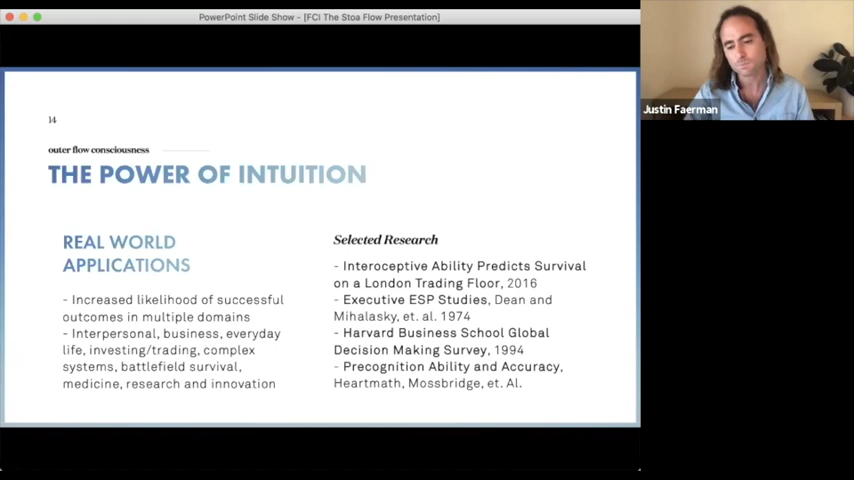 PowerPoint Slide Show - [FCI The Stoa Flow Presentation]
Justin Faerman
14
outer flow consciousness
THE POWER OF INTUITION
REAL WORLD
APPLICATIONS
- Increased likelihood of successful
outcomes in multiple domains
- Interpersonal, business, everyday
life, investing/trading, complex
systems, battlefield survival,
medicine, research and innovation
Selected Research
- Interoceptive Ability Predicts Survival
on a London Trading Floor, 2016
- Executive ESP Studies, Dean and
Mihalasky, et. al. 1974
- Harvard Business School Global
Decision Making Survey, 1994
- Precognition Ability and Accuracy,
Heartmath, Mossbridge, et. Al.